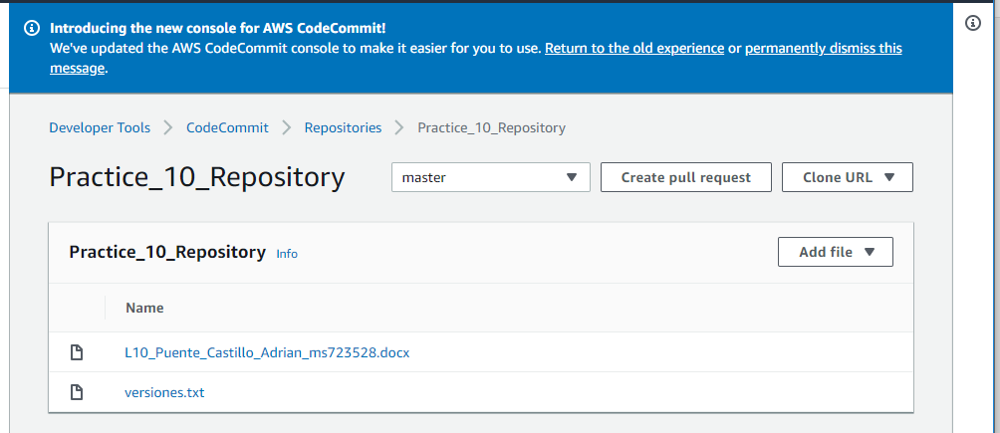 Introducing the new console for AWS CodeCommit!
We've updated the AWS CodeCommit console to make it easier for you to use. Return to the old experience or permanently dismiss this
message.
Developer Tools > CodeCommit > Repositories > Practice_10_Repository
Practice_10_Repository master Create pull request Clone URL
Practice_10_Repository Info Add file
Name
L10_Puente_Castillo_Adrian_ms723528.docx
versiones.txt